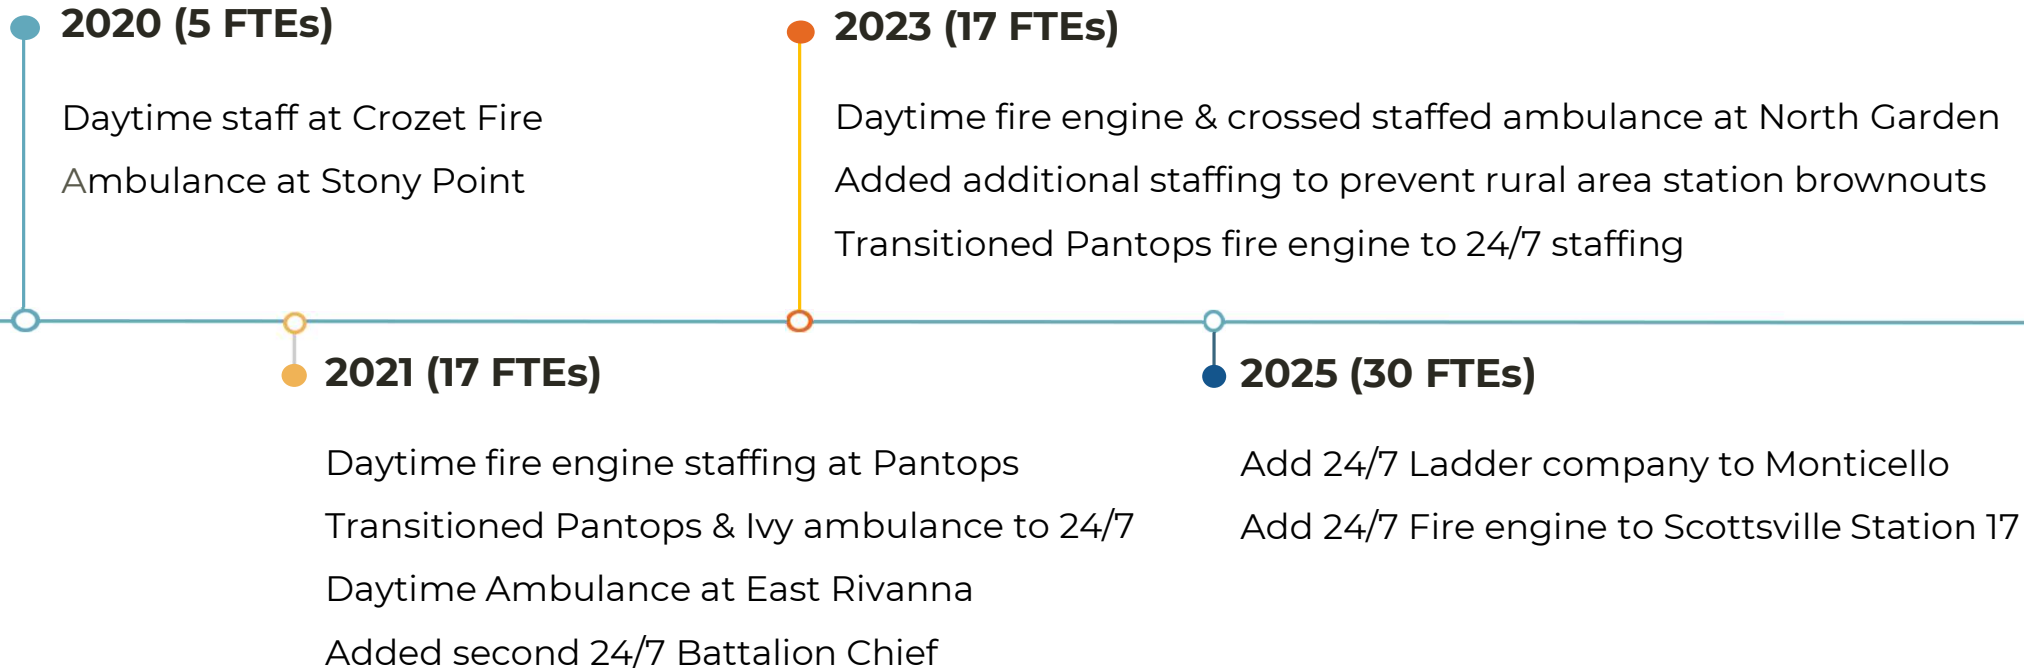 2020 (5 FTEs)
Daytime staff at Crozet Fire
Ambulance at Stony Point
2023 (17 FTEs)
Daytime fire engine & crossed staffed ambulance at North Garden
Added additional staffing to prevent rural area station brownouts
Transitioned Pantops fire engine to 24/7 staffing
2021 (17 FTEs)
Daytime fire engine staffing at Pantops
Transitioned Pantops & Ivy ambulance to 24/7
Daytime Ambulance at East Rivanna
Added second 24/7 Battalion Chief
2025 (30 FTEs)
Add 24/7 Ladder company to Monticello
Add 24/7 Fire engine to Scottsville Station 17